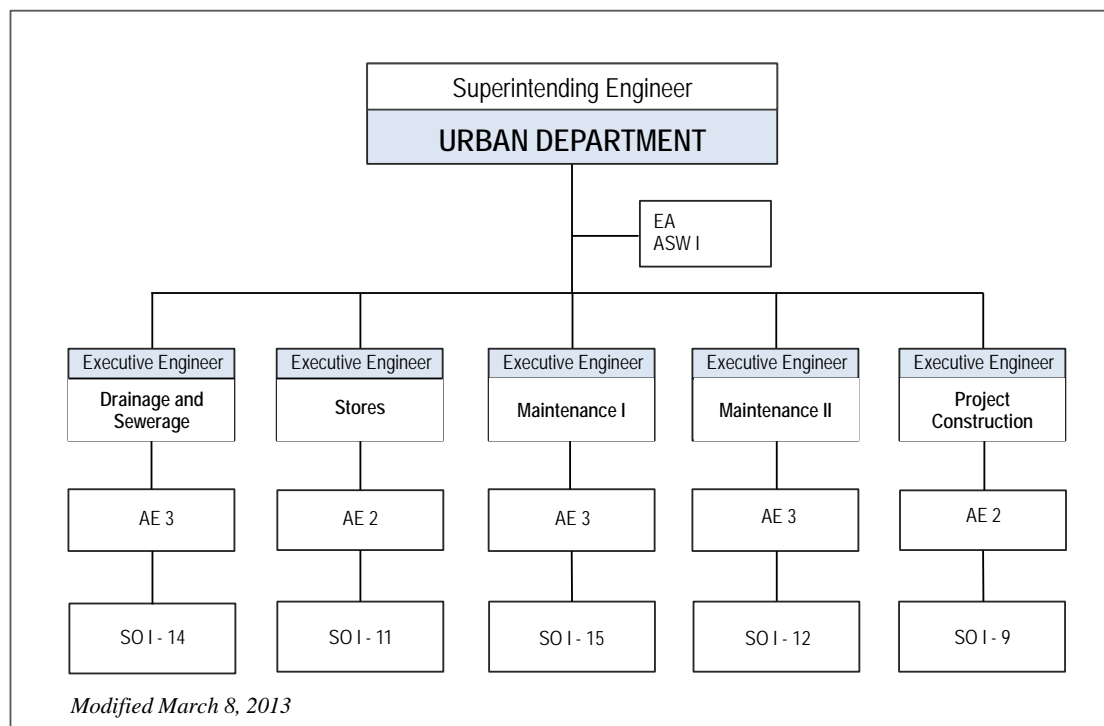 Superintending Engineer
URBAN DEPARTMENT
EA
ASW I
Executive Engineer
Drainage and
Sewerage
AE 3
SO I - 14
Executive Engineer
Stores
AE 2
SO I - 11
Executive Engineer
Maintenance I
AE 3
SO I - 15
Executive Engineer
Maintenance II
AE 3
SO I - 12
Executive Engineer
Project
Construction
AE 2
SO I - 9
Modified March 8, 2013